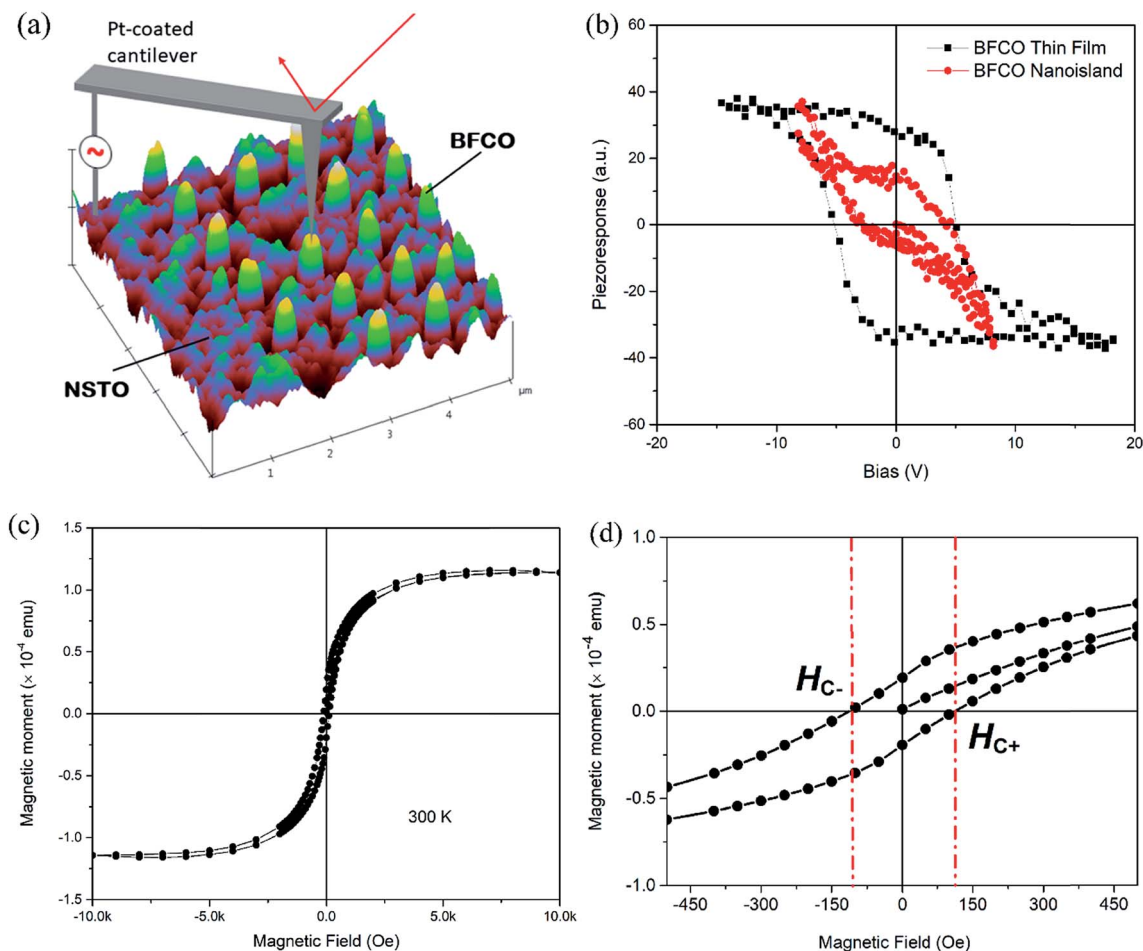 (a)
Pt-coated
cantilever
~
BFCO
NSTO
1
2
3
4
μm
(b)
60
40
20
0
-20
-40
-60
Piezoresponse (a.u.)
BFCO Thin Film
BFCO Nanoisland
-20
-10
0
10
20
Bias (V)
(c)
1.5
1.0
0.5
0.0
-0.5
-1.0
-1.5
Magnetic moment (× 10⁻⁴ emu)
300 K
-10.0k
-5.0k
0.0
5.0k
10.0k
Magnetic Field (Oe)
(d)
1.0
0.5
0.0
-0.5
-1.0
Magnetic moment (× 10⁻⁴ emu)
HC-
HC+
-450
-300
-150
0
150
300
450
Magnetic Field (Oe)